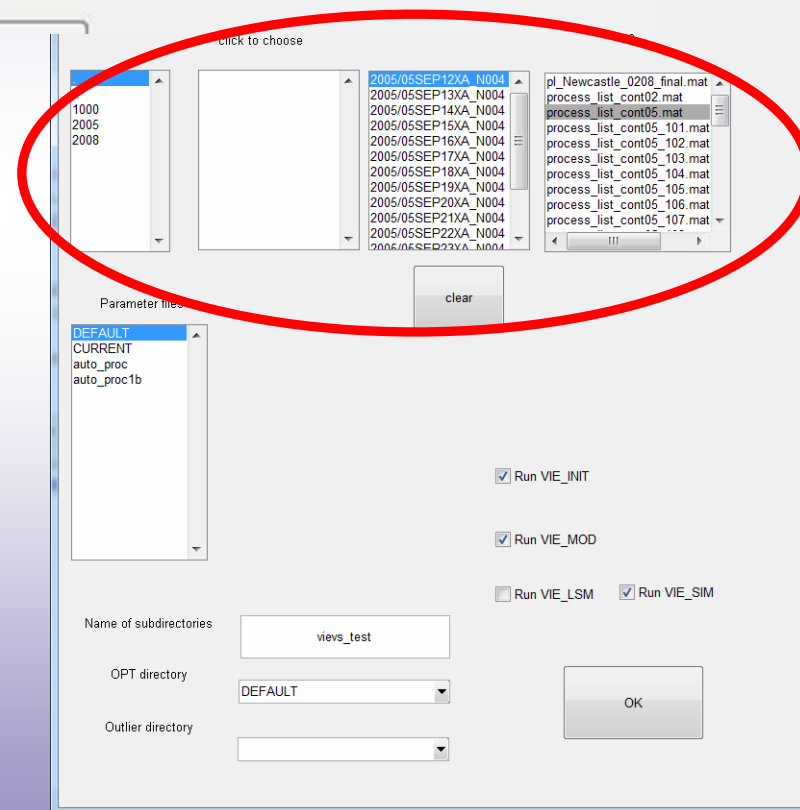 click to choose
.
1000
2005
2008
2005/05SEP12XA_N004
2005/05SEP13XA_N004
2005/05SEP14XA_N004
2005/05SEP15XA_N004
2005/05SEP16XA_N004
2005/05SEP17XA_N004
2005/05SEP18XA_N004
2005/05SEP19XA_N004
2005/05SEP20XA_N004
2005/05SEP21XA_N004
2005/05SEP22XA_N004
2005/05SEP23XA_N004
pl_Newcastle_0208_final.mat
process_list_cont02.mat
process_list_cont05.mat
process_list_cont05_101.mat
process_list_cont05_102.mat
process_list_cont05_103.mat
process_list_cont05_104.mat
process_list_cont05_105.mat
process_list_cont05_106.mat
process_list_cont05_107.mat
clear
Parameter files
DEFAULT
CURRENT
auto_proc
auto_proc1b
Run VIE_INIT
Run VIE_MOD
Run VIE_LSM
Run VIE_SIM
Name of subdirectories
vievs_test
OPT directory
DEFAULT
OK
Outlier directory